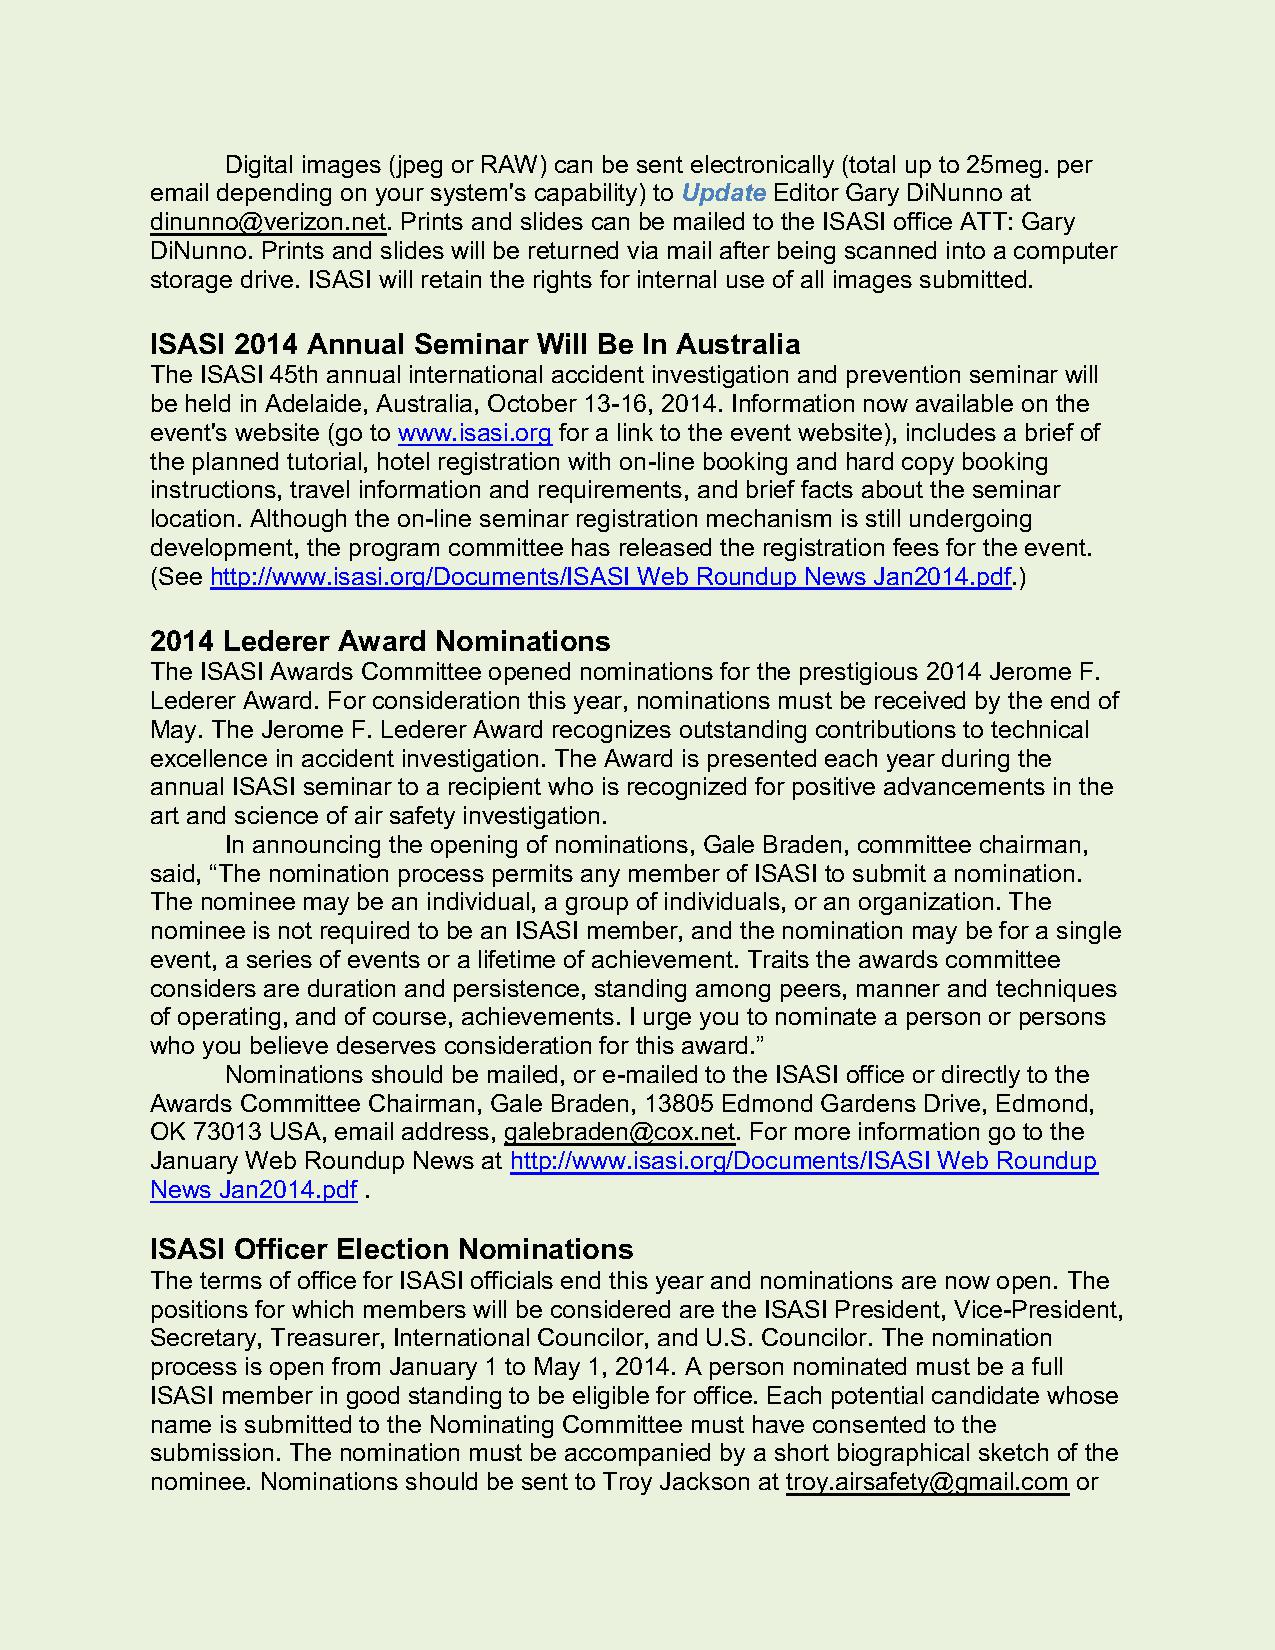 Digital images (jpeg or RAW) can be sent electronically (total up to 25meg. per
email depending on your system's capability) to Update Editor Gary DiNunno at
dinunno@verizon.net. Prints and slides can be mailed to the ISASI office ATT: Gary
DiNunno. Prints and slides will be returned via mail after being scanned into a computer
storage drive. ISASI will retain the rights for internal use of all images submitted.
ISASI 2014 Annual Seminar Will Be In Australia
The ISASI 45th annual international accident investigation and prevention seminar will
be held in Adelaide, Australia, October 13-16, 2014. Information now available on the
event's website (go to www.isasi.org for a link to the event website), includes a brief of
the planned tutorial, hotel registration with on-line booking and hard copy booking
instructions, travel information and requirements, and brief facts about the seminar
location. Although the on-line seminar registration mechanism is still undergoing
development, the program committee has released the registration fees for the event.
(See http://www.isasi.org/Documents/ISASI Web Roundup News Jan2014.pdf.)
2014 Lederer Award Nominations
The ISASI Awards Committee opened nominations for the prestigious 2014 Jerome F.
Lederer Award. For consideration this year, nominations must be received by the end of
May. The Jerome F. Lederer Award recognizes outstanding contributions to technical
excellence in accident investigation. The Award is presented each year during the
annual ISASI seminar to a recipient who is recognized for positive advancements in the
art and science of air safety investigation.
In announcing the opening of nominations, Gale Braden, committee chairman,
said, “The nomination process permits any member of ISASI to submit a nomination.
The nominee may be an individual, a group of individuals, or an organization. The
nominee is not required to be an ISASI member, and the nomination may be for a single
event, a series of events or a lifetime of achievement. Traits the awards committee
considers are duration and persistence, standing among peers, manner and techniques
of operating, and of course, achievements. I urge you to nominate a person or persons
who you believe deserves consideration for this award.”
Nominations should be mailed, or e-mailed to the ISASI office or directly to the
Awards Committee Chairman, Gale Braden, 13805 Edmond Gardens Drive, Edmond,
OK 73013 USA, email address, galebraden@cox.net. For more information go to the
January Web Roundup News at http://www.isasi.org/Documents/ISASI Web Roundup
News Jan2014.pdf .
ISASI Officer Election Nominations
The terms of office for ISASI officials end this year and nominations are now open. The
positions for which members will be considered are the ISASI President, Vice-President,
Secretary, Treasurer, International Councilor, and U.S. Councilor. The nomination
process is open from January 1 to May 1, 2014. A person nominated must be a full
ISASI member in good standing to be eligible for office. Each potential candidate whose
name is submitted to the Nominating Committee must have consented to the
submission. The nomination must be accompanied by a short biographical sketch of the
nominee. Nominations should be sent to Troy Jackson at troy.airsafety@gmail.com or